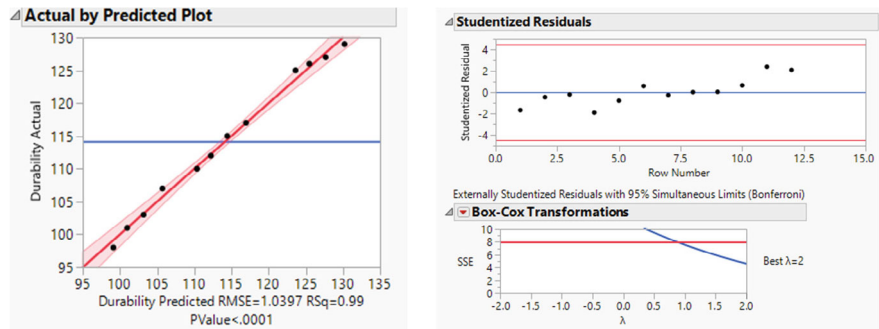 Actual by Predicted Plot
130
125
120
115
110
105
100
95
Durability Actual
95 100 105 110 115 120 125 130 135
Durability Predicted RMSE=1.0397 RSq=0.99
PValue<.0001
Studentized Residuals
4
2
0
-2
-4
Studentized Residual
0.0 2.5 5.0 7.5 10.0 12.5 15.0
Row Number
Externally Studentized Residuals with 95% Simultaneous Limits (Bonferroni)
Box-Cox Transformations
10
8
6
4
2
0
SSE
Best λ=2
-2.0 -1.5 -1.0 -0.5 0.0 0.5 1.0 1.5 2.0
λ